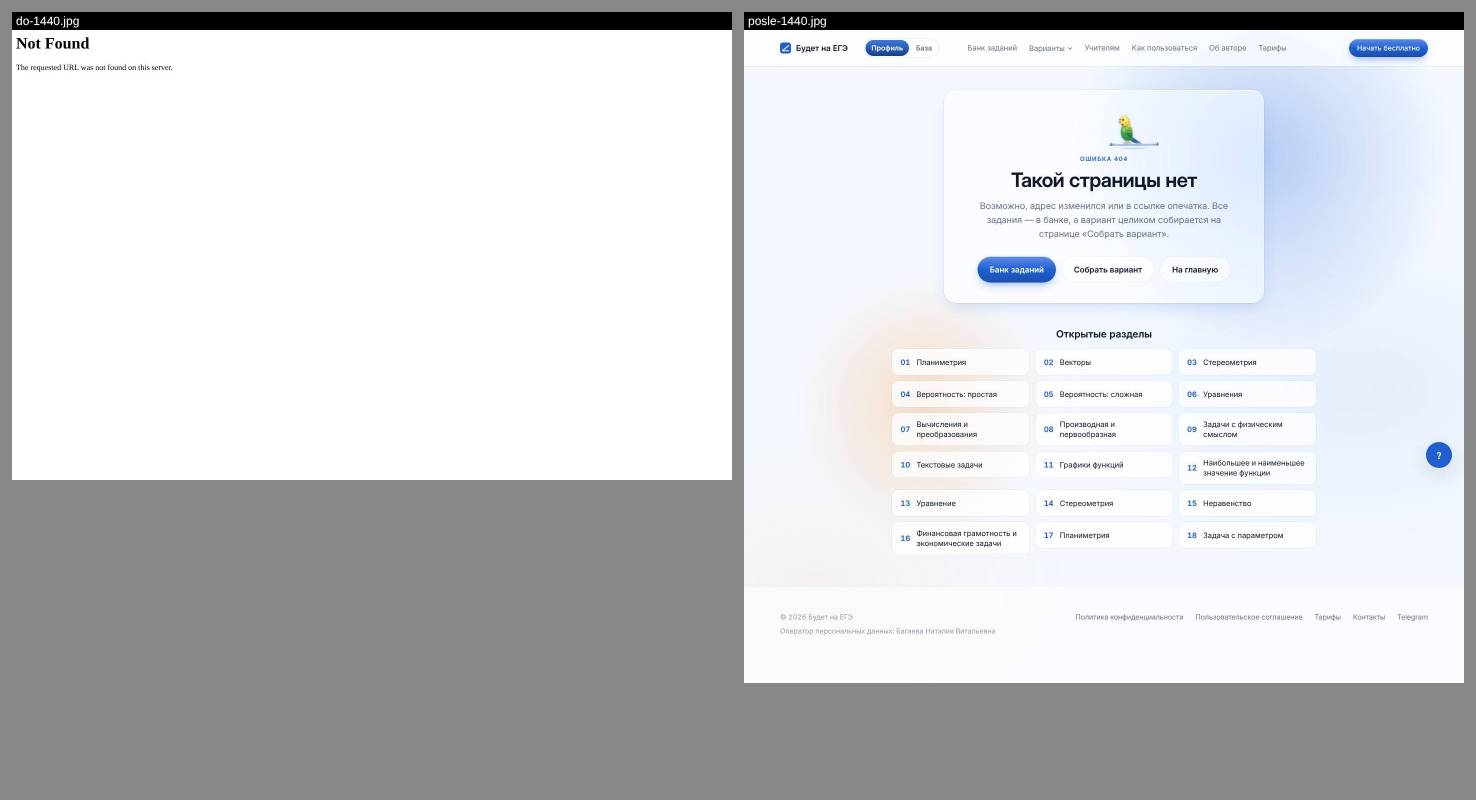 do-1440.jpg
Not Found
The requested URL was not found on this server.
posle-1440.jpg
Будет на ЕГЭ
Профиль База
Банк заданий Варианты Учителям Как пользоваться Об авторе Тарифы
Начать бесплатно
ОШИБКА 404
Такой страницы нет
Возможно, адрес изменился или в ссылке опечатка. Все
задания — в банке, а вариант целиком собирается на
странице «Собрать вариант».
Банк заданий Собрать вариант На главную
Открытые разделы
01 Планиметрия
02 Векторы
03 Стереометрия
04 Вероятность: простая
05 Вероятность: сложная
06 Уравнения
07 Вычисления и
преобразования
08 Производная и
первообразная
09 Задачи с физическим
смыслом
10 Текстовые задачи
11 Графики функций
12 Наибольшее и наименьшее
значение функции
13 Уравнение
14 Стереометрия
15 Неравенство
16 Финансовая грамотность и
экономические задачи
17 Планиметрия
18 Задача с параметром
?
© 2026 Будет на ЕГЭ
Оператор персональных данных: Багаева Наталия Витальевна
Политика конфиденциальности Пользовательское соглашение Тарифы Контакты Telegram